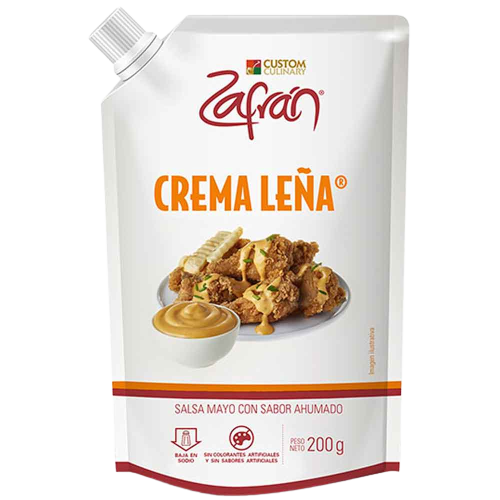 CUSTOM
CULINARY
Zafrán®
CREMA LEÑA®
Imagen ilustrativa
SALSA MAYO CON SABOR AHUMADO
BAJA EN
SODIO
SIN COLORANTES ARTIFICIALES
Y SIN SABORES ARTIFICIALES
PESO
NETO 200 g